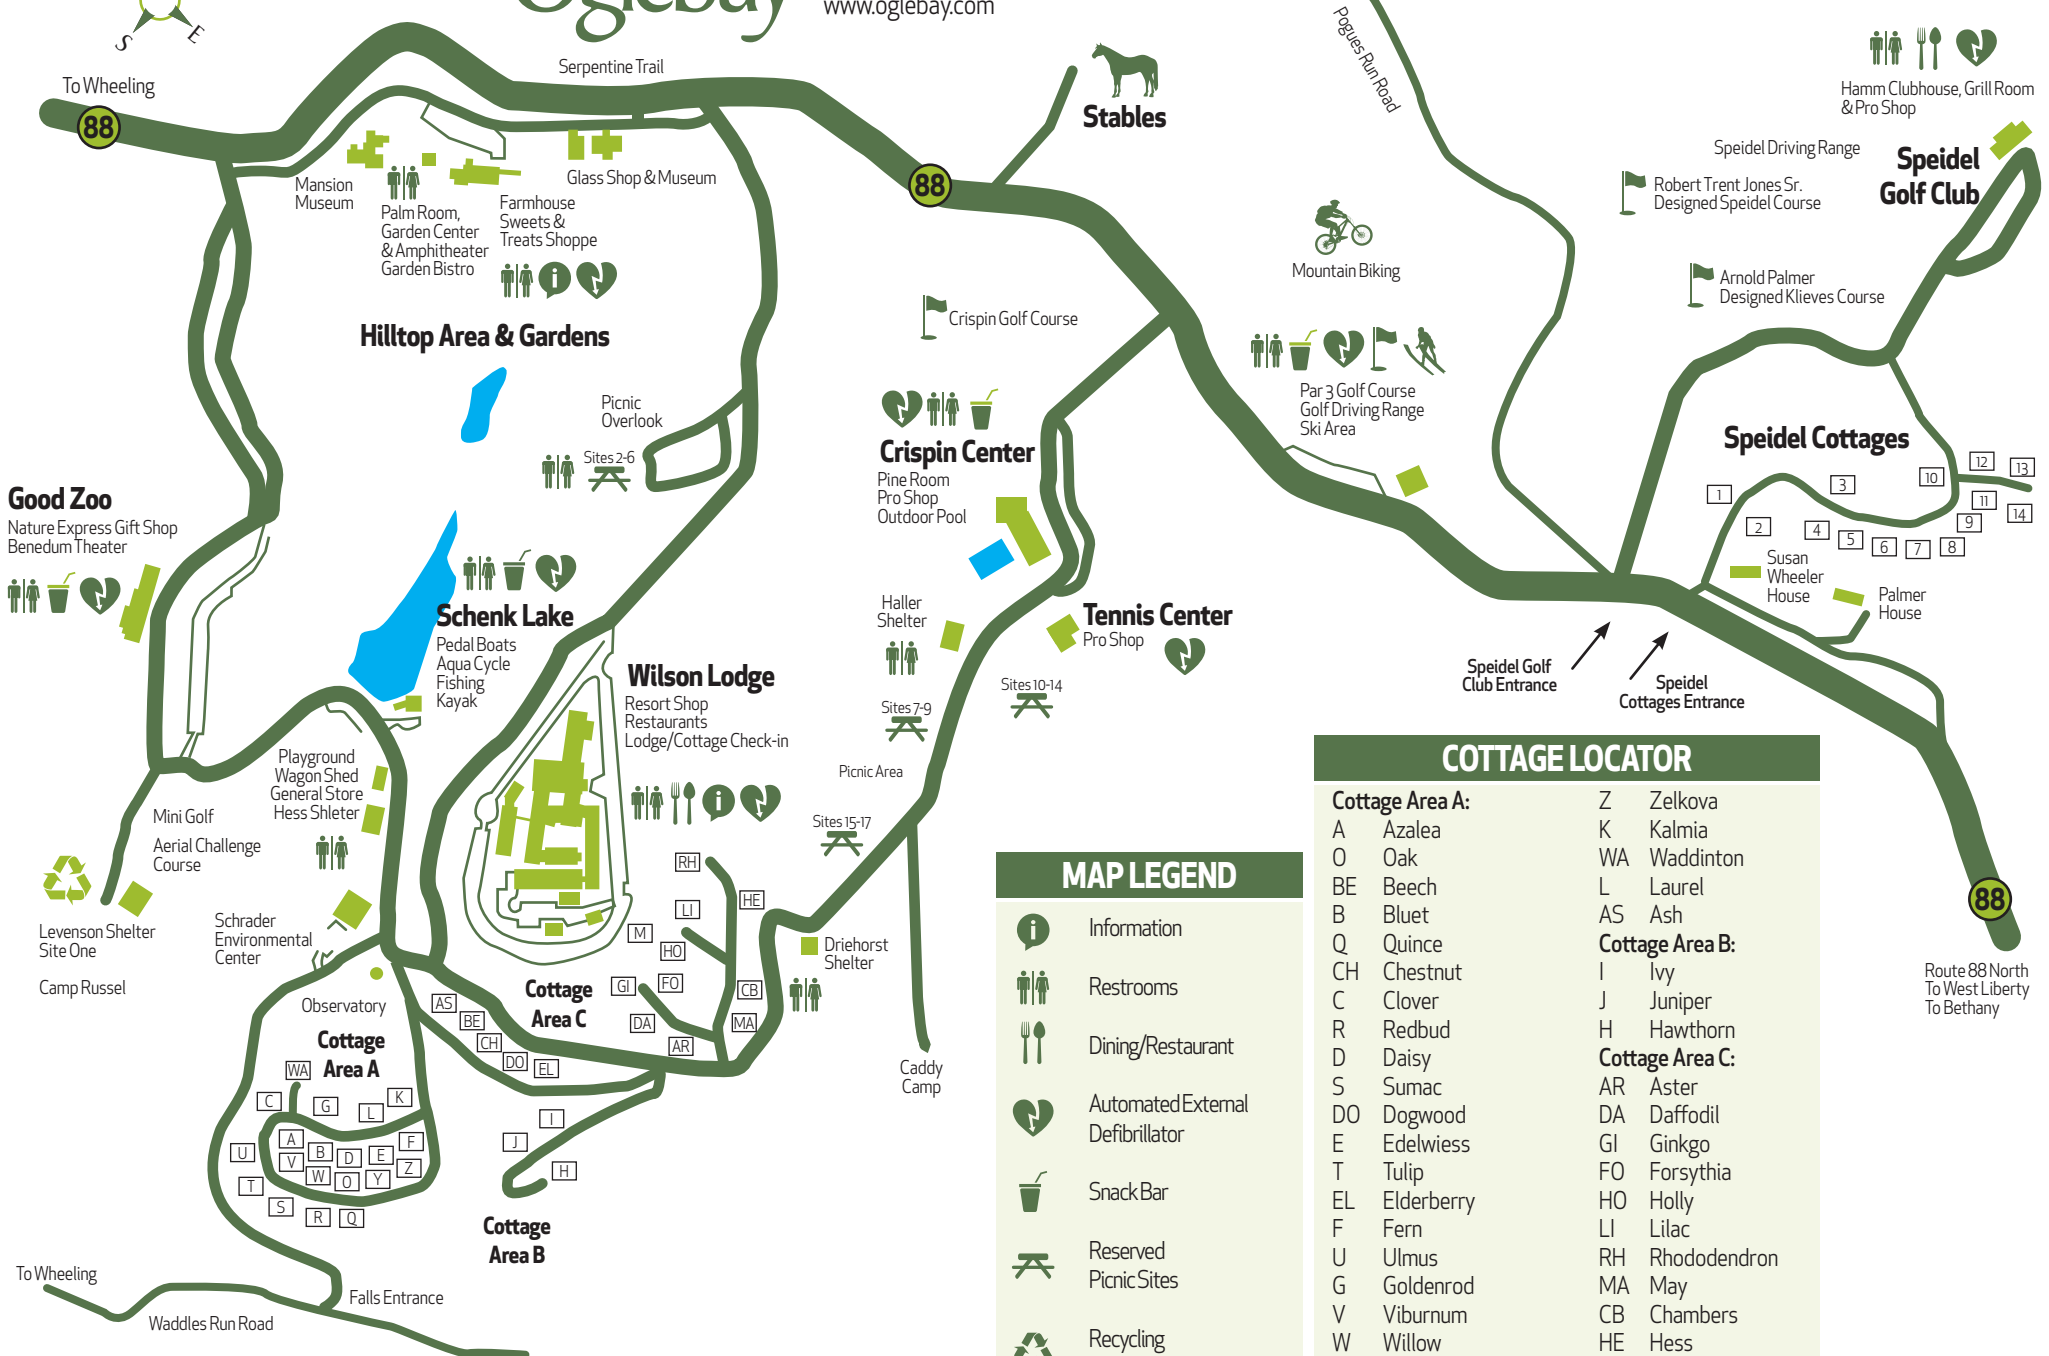 Oglebay
www.oglebay.com
S
E
To Wheeling
88
Serpentine Trail
Mansion
Museum
Palm Room,
Garden Center
& Amphitheater
Garden Bistro
Farmhouse
Sweets &
Treats Shoppe
Glass Shop & Museum
Hilltop Area & Gardens
Stables
88
Pogues Run Road
Hamm Clubhouse, Grill Room
& Pro Shop
Speidel Driving Range
Speidel
Golf Club
Robert Trent Jones Sr.
Designed Speidel Course
Arnold Palmer
Designed Klieves Course
Mountain Biking
Crispin Golf Course
Par 3 Golf Course
Golf Driving Range
Ski Area
Picnic
Overlook
Sites 2-6
Crispin Center
Pine Room
Pro Shop
Outdoor Pool
Speidel Cottages
1
2
3
4
5
6
7
8
9
10
11
12
13
14
Susan
Wheeler
House
Palmer
House
Good Zoo
Nature Express Gift Shop
Benedum Theater
Schenk Lake
Pedal Boats
Aqua Cycle
Fishing
Kayak
Haller
Shelter
Tennis Center
Pro Shop
Sites 10-14
Sites 7-9
Picnic Area
Sites 15-17
Speidel Golf
Club Entrance
Speidel
Cottages Entrance
Wilson Lodge
Resort Shop
Restaurants
Lodge/Cottage Check-in
Playground
Wagon Shed
General Store
Hess Shleter
Mini Golf
Aerial Challenge
Course
Levenson Shelter
Site One
Camp Russel
Schrader
Environmental
Center
Observatory
Driehorst
Shelter
Caddy
Camp
88
Route 88 North
To West Liberty
To Bethany
Cottage
Area C
RH
HE
LI
M
HO
FO
GI
CB
DA
MA
AR
AS
BE
CH
DO
EL
Cottage
Area A
WA
C
G
L
K
A
F
U
V
B
D
E
Z
W
O
Y
T
S
R
Q
I
J
H
Cottage
Area B
To Wheeling
Waddles Run Road
Falls Entrance
MAP LEGEND
Information
Restrooms
Dining/Restaurant
Automated External
Defibrillator
Snack Bar
Reserved
Picnic Sites
Recycling
COTTAGE LOCATOR
Cottage Area A:
A Azalea
O Oak
BE Beech
B Bluet
Q Quince
CH Chestnut
C Clover
R Redbud
D Daisy
S Sumac
DO Dogwood
E Edelwiess
T Tulip
EL Elderberry
F Fern
U Ulmus
G Goldenrod
V Viburnum
W Willow
Z Zelkova
K Kalmia
WA Waddinton
L Laurel
AS Ash
Cottage Area B:
I Ivy
J Juniper
H Hawthorn
Cottage Area C:
AR Aster
DA Daffodil
GI Ginkgo
FO Forsythia
HO Holly
LI Lilac
RH Rhododendron
MA May
CB Chambers
HE Hess